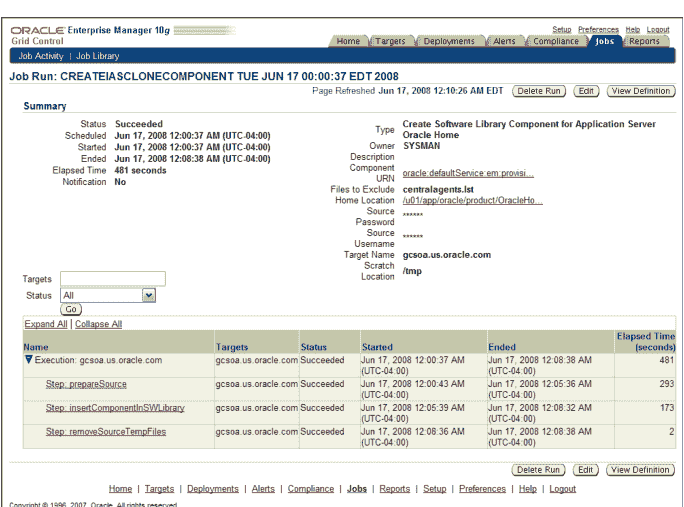 ORACLE Enterprise Manager 10g
Grid Control
Setup Preferences Help Logout
Home Targets Deployments Alerts Compliance Jobs Reports
Job Activity | Job Library
Job Run: CREATEIASCLONECOMPONENT TUE JUN 17 00:00:37 EDT 2008
Page Refreshed Jun 17, 2008 12:10:26 AM EDT Delete Run Edit View Definition
Summary
Status Succeeded
Scheduled Jun 17, 2008 12:00:37 AM (UTC-04:00)
Started Jun 17, 2008 12:00:37 AM (UTC-04:00)
Ended Jun 17, 2008 12:08:38 AM (UTC-04:00)
Elapsed Time 481 seconds
Notification No
Type Create Software Library Component for Application Server Oracle Home
Owner SYSMAN
Description
Component URN oracle:defaultService:em:provisi...
Files to Exclude centralagents.lst
Home Location /u01/app/oracle/product/OracleHo...
Source Password ******
Source Username ******
Target Name gcsoa.us.oracle.com
Scratch Location /tmp
Targets
Status All
Go
Expand All | Collapse All
Name Targets Status Started Ended Elapsed Time (seconds)
Execution: gcsoa.us.oracle.com gcsoa.us.oracle.com Succeeded Jun 17, 2008 12:00:37 AM (UTC-04:00) Jun 17, 2008 12:08:38 AM (UTC-04:00) 481
Step: prepareSource gcsoa.us.oracle.com Succeeded Jun 17, 2008 12:00:43 AM (UTC-04:00) Jun 17, 2008 12:05:36 AM (UTC-04:00) 293
Step: insertComponentInSWLibrary gcsoa.us.oracle.com Succeeded Jun 17, 2008 12:05:39 AM (UTC-04:00) Jun 17, 2008 12:08:32 AM (UTC-04:00) 173
Step: removeSourceTempFiles gcsoa.us.oracle.com Succeeded Jun 17, 2008 12:08:36 AM (UTC-04:00) Jun 17, 2008 12:08:38 AM (UTC-04:00) 2
Delete Run Edit View Definition
Home | Targets | Deployments | Alerts | Compliance | Jobs | Reports | Setup | Preferences | Help | Logout
Copyright © 1996, 2007, Oracle. All rights reserved.